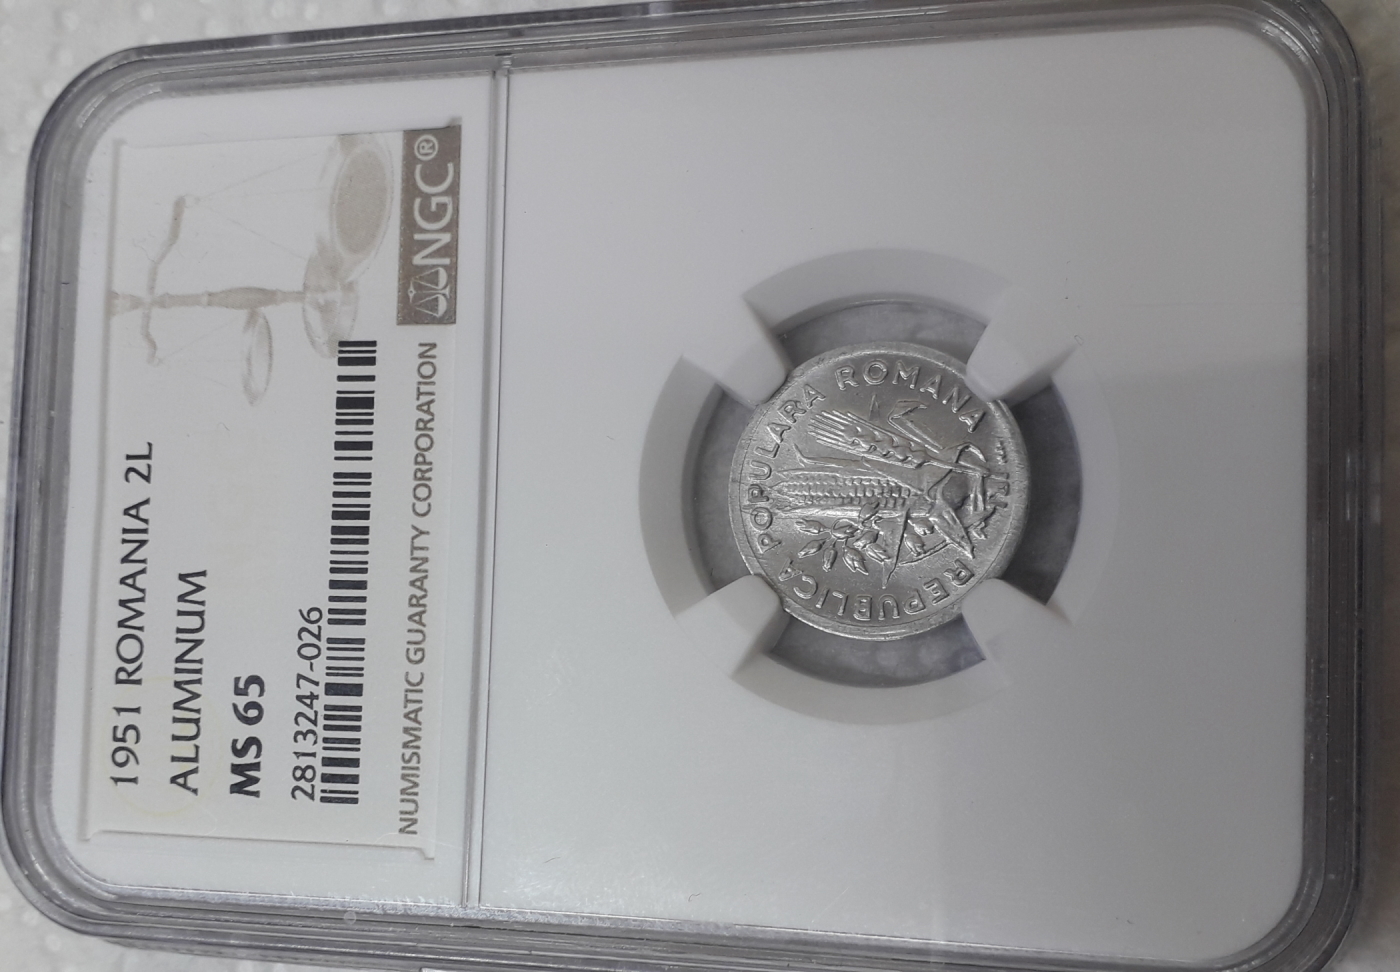 1951 ROMANIA 2L
ALUMINUM
MS 65
2813247-026
NUMISMATIC GUARANTY CORPORATION
NGC®
REPUBLICA POPULARA ROMANA